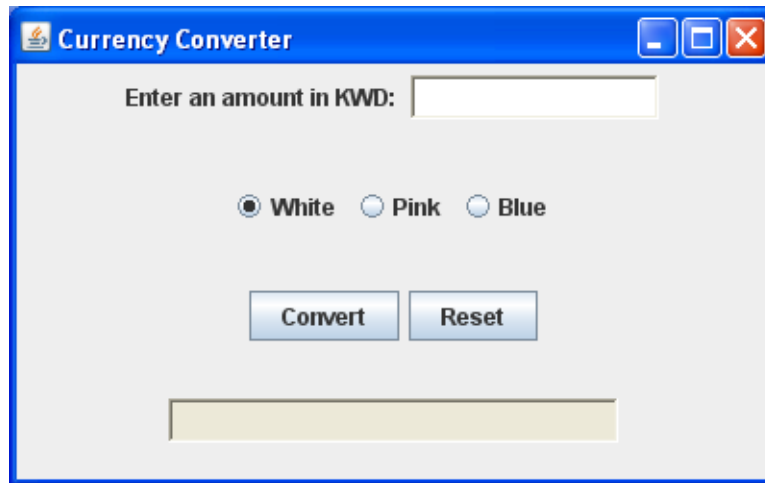 Currency Converter
Enter an amount in KWD:
White Pink Blue
Convert Reset